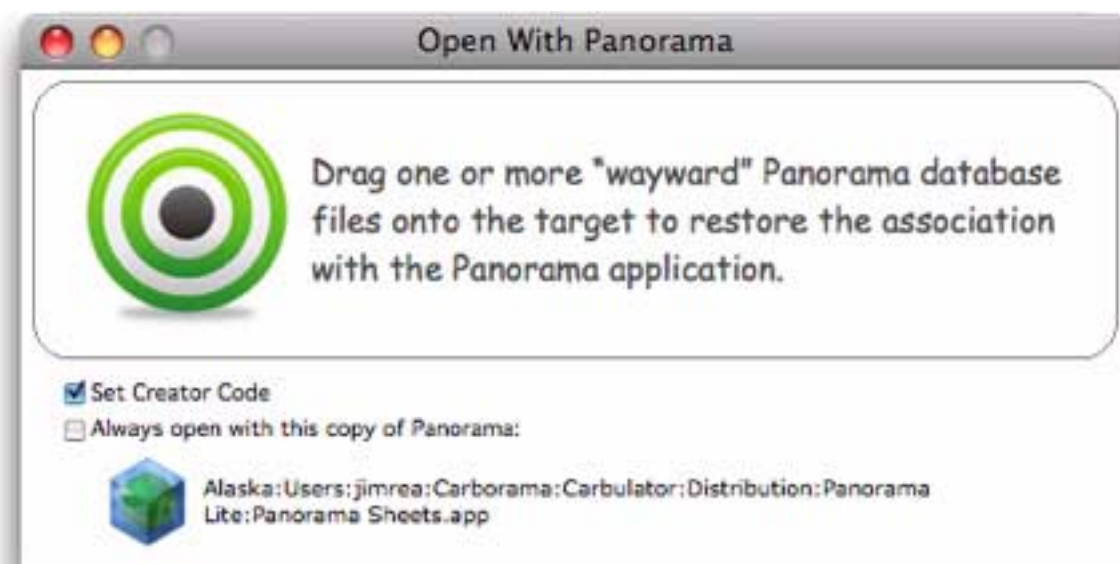 Open With Panorama
Drag one or more "wayward" Panorama database
files onto the target to restore the association
with the Panorama application.
Set Creator Code
Always open with this copy of Panorama:
Alaska:Users:jimrea:Carborama:Carbulator:Distribution:Panorama
Lite:Panorama Sheets.app